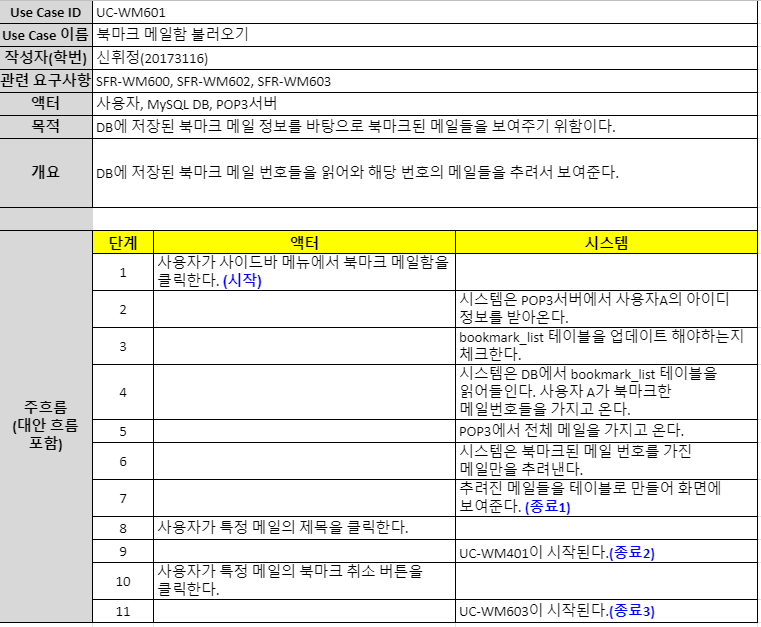 Use Case ID UC-WM601
Use Case 이름 북마크 메일함 불러오기
작성자(학번) 신휘정(20173116)
관련 요구사항 SFR-WM600, SFR-WM602, SFR-WM603
액터 사용자, MySQL DB, POP3서버
목적 DB에 저장된 북마크 메일 정보를 바탕으로 북마크된 메일들을 보여주기 위함이다.
개요 DB에 저장된 북마크 메일 번호들을 읽어와 해당 번호의 메일들을 추려서 보여준다.
주흐름
(대안 흐름
포함)
단계 액터 시스템
1 사용자가 사이드바 메뉴에서 북마크 메일함을
클릭한다. (시작)
2 시스템은 POP3서버에서 사용자A의 아이디
정보를 받아온다.
3 bookmark_list 테이블을 업데이트 해야하는지
체크한다.
4 시스템은 DB에서 bookmark_list 테이블을
읽어들인다. 사용자 A가 북마크한
메일번호들을 가지고 온다.
5 POP3에서 전체 메일을 가지고 온다.
6 시스템은 북마크된 메일 번호를 가진
메일만을 추려낸다.
7 추려진 메일들을 테이블로 만들어 화면에
보여준다. (종료1)
8 사용자가 특정 메일의 제목을 클릭한다.
9 UC-WM401이 시작된다.(종료2)
10 사용자가 특정 메일의 북마크 취소 버튼을
클릭한다.
11 UC-WM603이 시작된다.(종료3)